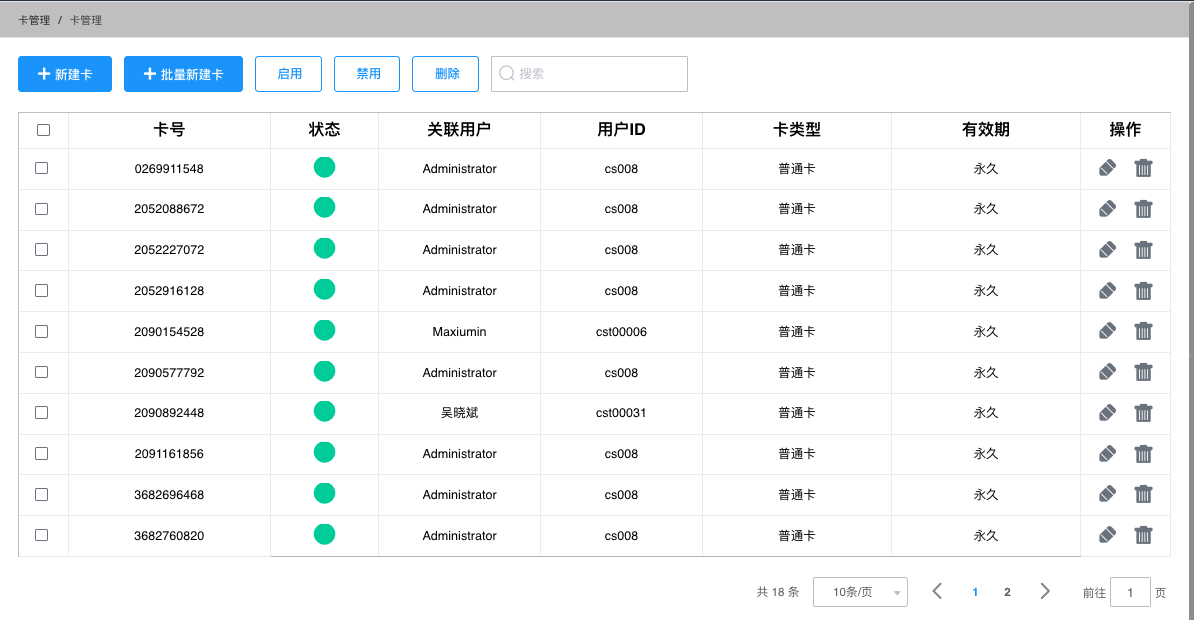 卡管理 / 卡管理
新建卡 批量新建卡 启用 禁用 删除 搜索
卡号 状态 关联用户 用户ID 卡类型 有效期 操作
0269911548 Administrator cs008 普通卡 永久
2052088672 Administrator cs008 普通卡 永久
2052227072 Administrator cs008 普通卡 永久
2052916128 Administrator cs008 普通卡 永久
2090154528 Maxiumin cst00006 普通卡 永久
2090577792 Administrator cs008 普通卡 永久
2090892448 吴晓斌 cst00031 普通卡 永久
2091161856 Administrator cs008 普通卡 永久
3682696468 Administrator cs008 普通卡 永久
3682760820 Administrator cs008 普通卡 永久
共 18 条 10条/页 1 2 前往 1 页